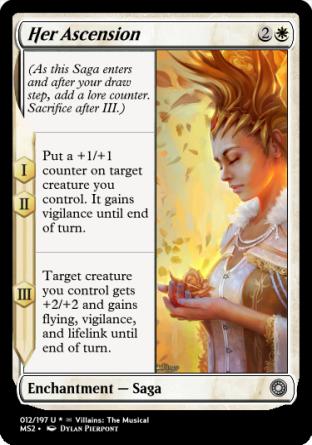 Her Ascension 2
(As this Saga enters
and after your draw
step, add a lore counter.
Sacrifice after III.)
I
II
Put a +1/+1
counter on target
creature you
control. It gains
vigilance until end
of turn.
III
Target creature
you control gets
+2/+2 and gains
flying, vigilance,
and lifelink until
end of turn.
Enchantment — Saga
012/197 U * Villains: The Musical
MS2 • Dylan Pierpont